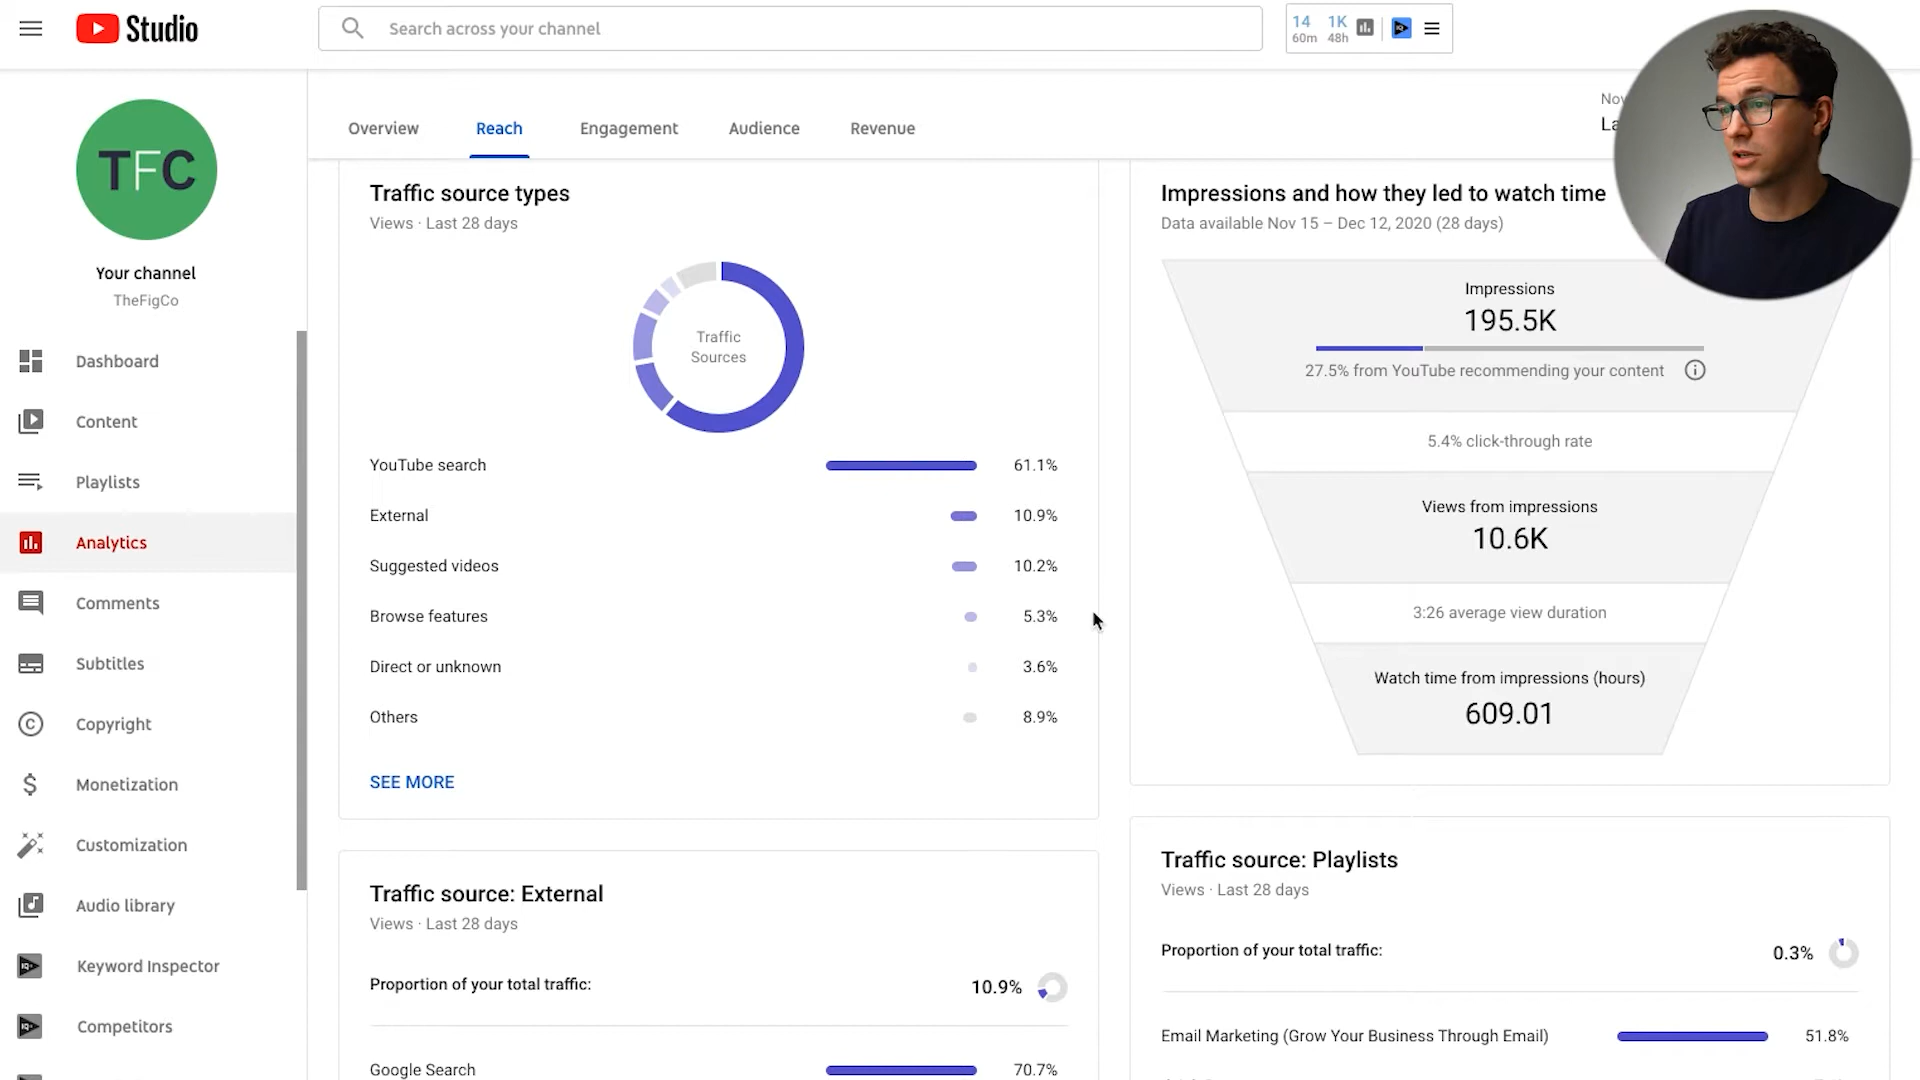 Studio
Search across your channel
14 1K
60m 48h
TFC
Your channel
TheFigCo
Dashboard
Content
Playlists
Analytics
Comments
Subtitles
Copyright
Monetization
Customization
Audio library
Keyword Inspector
Competitors
Overview
Reach
Engagement
Audience
Revenue
Nov
La
Traffic source types
Views · Last 28 days
Traffic
Sources
YouTube search 61.1%
External 10.9%
Suggested videos 10.2%
Browse features 5.3%
Direct or unknown 3.6%
Others 8.9%
SEE MORE
Impressions and how they led to watch time
Data available Nov 15 – Dec 12, 2020 (28 days)
Impressions
195.5K
27.5% from YouTube recommending your content
5.4% click-through rate
Views from impressions
10.6K
3:26 average view duration
Watch time from impressions (hours)
609.01
Traffic source: External
Views · Last 28 days
Proportion of your total traffic: 10.9%
Google Search 70.7%
Traffic source: Playlists
Views · Last 28 days
Proportion of your total traffic: 0.3%
Email Marketing (Grow Your Business Through Email) 51.8%